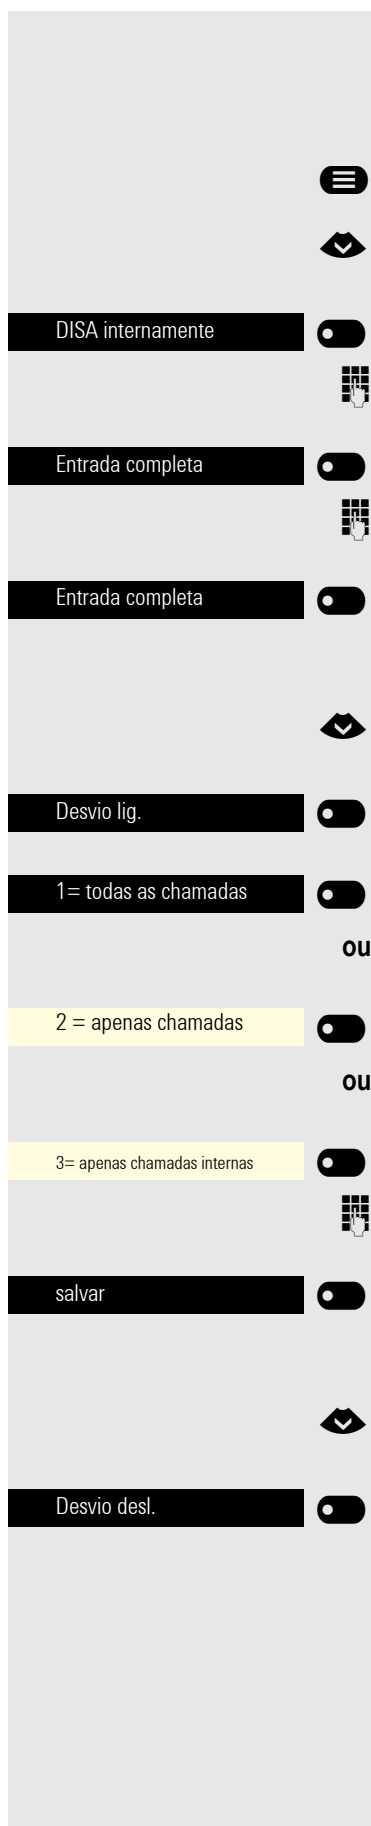 DISA internamente
Entrada completa
Entrada completa
Desvio lig.
1= todas as chamadas
ou
2 = apenas chamadas
ou
3= apenas chamadas internas
salvar
Desvio desl.